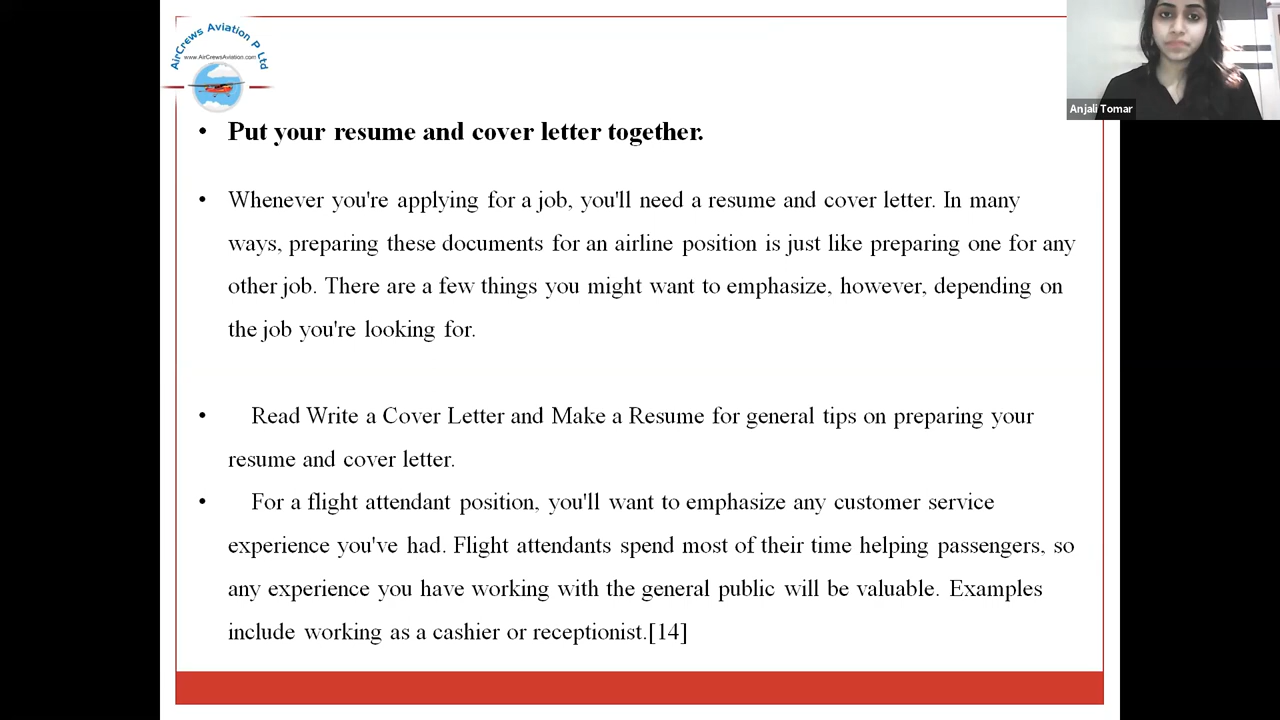 AirCrews Aviation P Ltd
www.AirCrewsAviation.com
Anjali Tomar
• Put your resume and cover letter together.
• Whenever you're applying for a job, you'll need a resume and cover letter. In many
ways, preparing these documents for an airline position is just like preparing one for any
other job. There are a few things you might want to emphasize, however, depending on
the job you're looking for.
• Read Write a Cover Letter and Make a Resume for general tips on preparing your
resume and cover letter.
• For a flight attendant position, you'll want to emphasize any customer service
experience you've had. Flight attendants spend most of their time helping passengers, so
any experience you have working with the general public will be valuable. Examples
include working as a cashier or receptionist.[14]